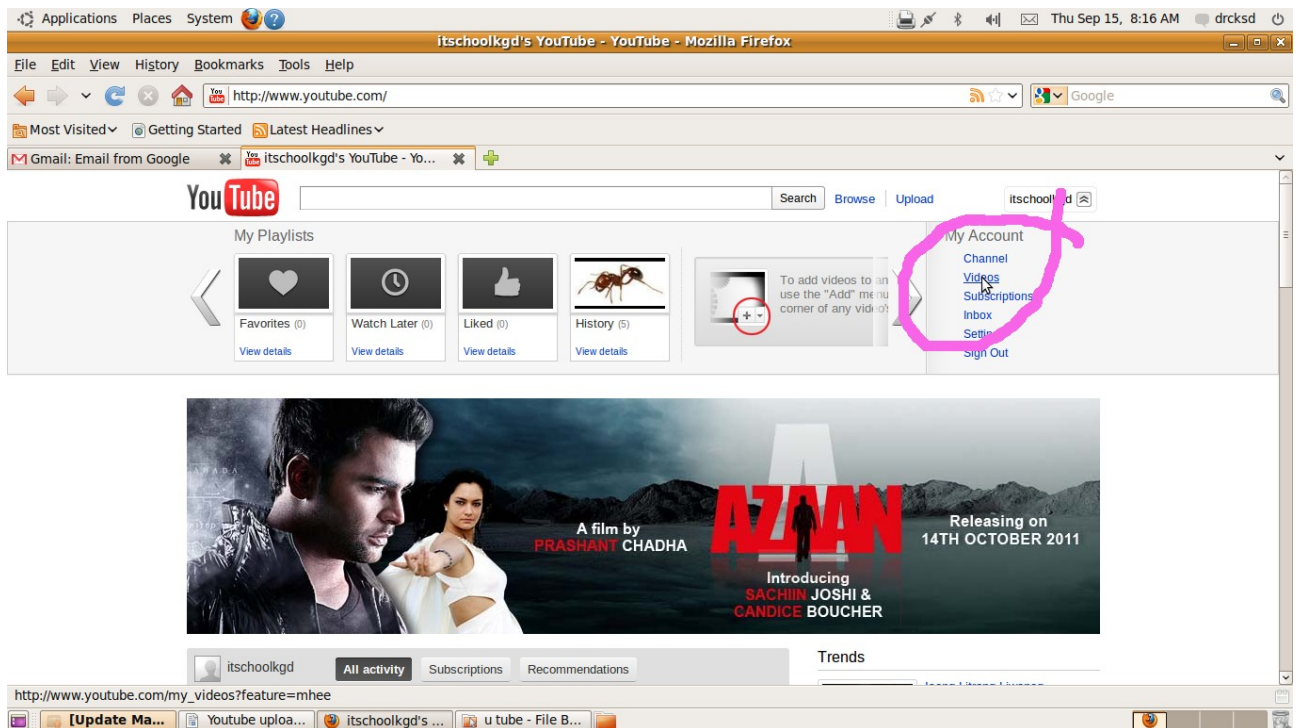 Applications Places System Thu Sep 15, 8:16 AM drcksd
itschoolkgd's YouTube - YouTube - Mozilla Firefox
File Edit View History Bookmarks Tools Help
http://www.youtube.com/ Google
Most Visited Getting Started Latest Headlines
Gmail: Email from Google itschoolkgd's YouTube - Yo...
YouTube Search Browse Upload
My Playlists
Favorites (0) Watch Later (0) Liked (0) History (5)
View details View details View details View details
To add videos to an
use the "Add" menu
corner of any video's
My Account
Channel
Videos
Subscriptions
Inbox
Sign Out
A film by
PRASHANT CHADHA
AZAAN
Introducing
SACHIIN JOSHI &
CANDICE BOUCHER
Releasing on
14TH OCTOBER 2011
itschoolkgd All activity Subscriptions Recommendations
Trends
http://www.youtube.com/my_videos?feature=mhee
[Update Ma... Youtube uploa... itschoolkgd's ... u tube - File B...